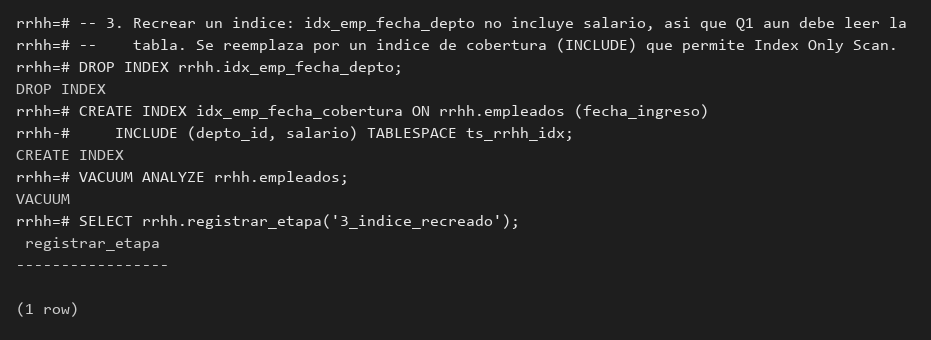 rrhh=# -- 3. Recrear un indice: idx_emp_fecha_depto no incluye salario, asi que Q1 aun debe leer la
rrhh=# --    tabla. Se reemplaza por un indice de cobertura (INCLUDE) que permite Index Only Scan.
rrhh=# DROP INDEX rrhh.idx_emp_fecha_depto;
DROP INDEX
rrhh=# CREATE INDEX idx_emp_fecha_cobertura ON rrhh.empleados (fecha_ingreso)
rrhh-#     INCLUDE (depto_id, salario) TABLESPACE ts_rrhh_idx;
CREATE INDEX
rrhh=# VACUUM ANALYZE rrhh.empleados;
VACUUM
rrhh=# SELECT rrhh.registrar_etapa('3_indice_recreado');
 registrar_etapa
-----------------
(1 row)